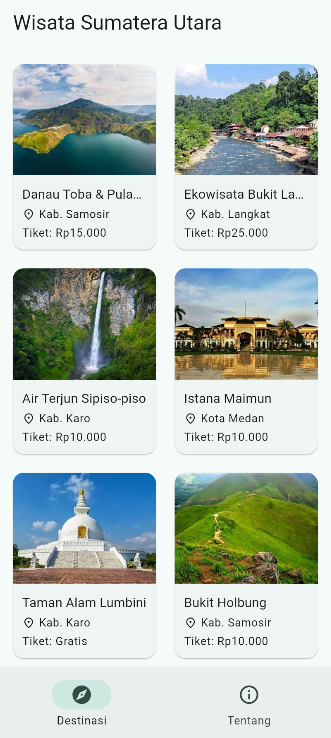 Wisata Sumatera Utara
Danau Toba & Pula...
Kab. Samosir
Tiket: Rp15.000
Ekowisata Bukit La...
Kab. Langkat
Tiket: Rp25.000
Air Terjun Sipiso-piso
Kab. Karo
Tiket: Rp10.000
Istana Maimun
Kota Medan
Tiket: Rp10.000
Taman Alam Lumbini
Kab. Karo
Tiket: Gratis
Bukit Holbung
Kab. Samosir
Tiket: Rp10.000
Destinasi
Tentang